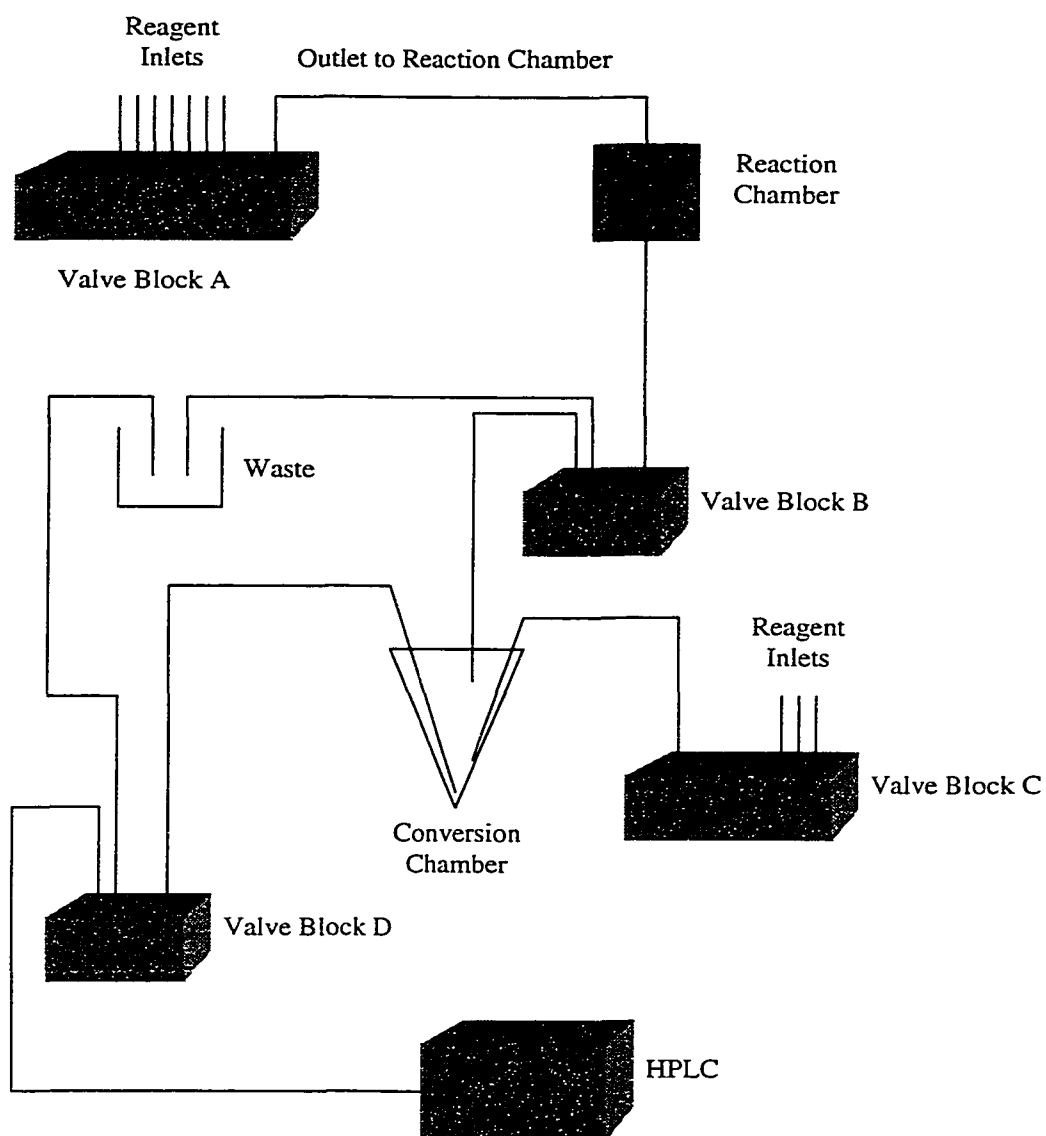 Reagent
Inlets
Outlet to Reaction Chamber
Reaction
Chamber
Valve Block A
Waste
Valve Block B
Reagent
Inlets
Valve Block C
Conversion
Chamber
Valve Block D
HPLC